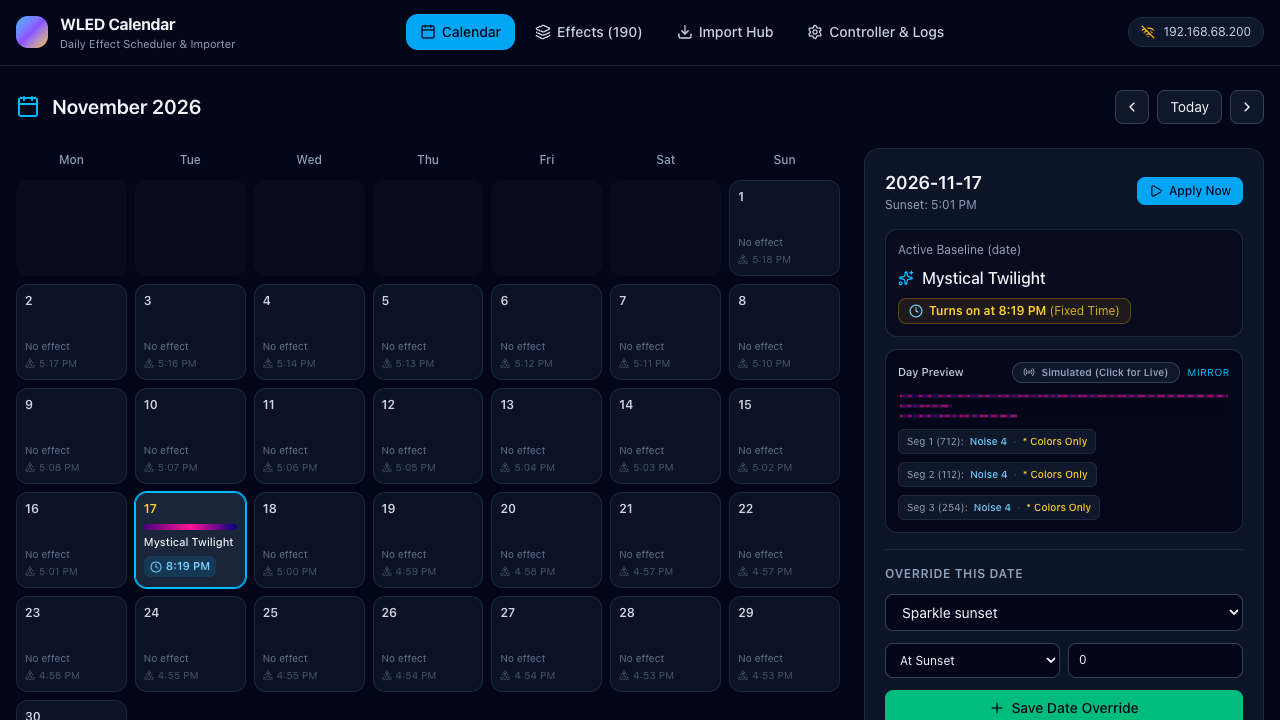 WLED Calendar
Daily Effect Scheduler & Importer
Calendar
Effects (190)
Import Hub
Controller & Logs
192.168.68.200
November 2026
Today
Mon Tue Wed Thu Fri Sat Sun
1
No effect
5:18 PM
2 3 4 5 6 7 8
No effect No effect No effect No effect No effect No effect No effect
5:17 PM 5:16 PM 5:14 PM 5:13 PM 5:12 PM 5:11 PM 5:10 PM
9 10 11 12 13 14 15
No effect No effect No effect No effect No effect No effect No effect
5:08 PM 5:07 PM 5:06 PM 5:05 PM 5:04 PM 5:03 PM 5:02 PM
16 17 18 19 20 21 22
No effect Mystical Twilight No effect No effect No effect No effect No effect
5:01 PM 8:19 PM 5:00 PM 4:59 PM 4:58 PM 4:57 PM 4:57 PM
23 24 25 26 27 28 29
No effect No effect No effect No effect No effect No effect No effect
4:56 PM 4:55 PM 4:55 PM 4:54 PM 4:54 PM 4:53 PM 4:53 PM
30
2026-11-17
Sunset: 5:01 PM
Apply Now
Active Baseline (date)
Mystical Twilight
Turns on at 8:19 PM (Fixed Time)
Day Preview
Simulated (Click for Live)
MIRROR
Seg 1 (712): Noise 4 · * Colors Only
Seg 2 (112): Noise 4 · * Colors Only
Seg 3 (254): Noise 4 · * Colors Only
OVERRIDE THIS DATE
Sparkle sunset
At Sunset
0
Save Date Override